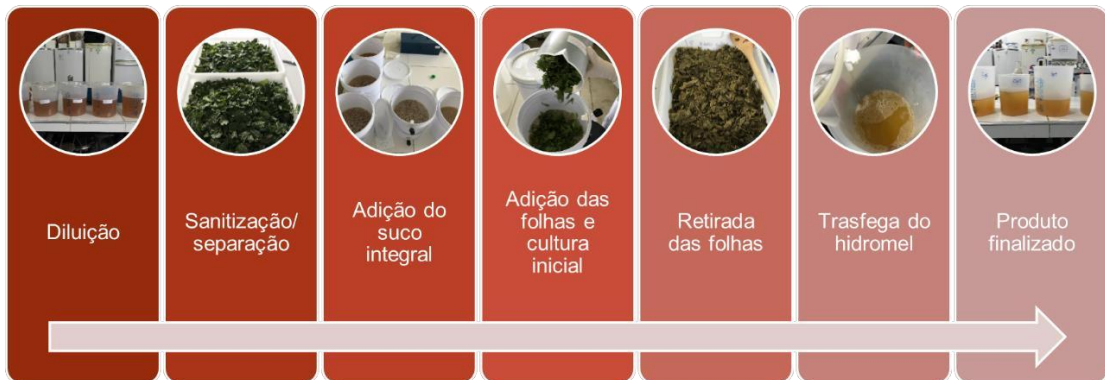 Diluição
Sanitização/
separação
Adição do
suco
integral
Adição das
folhas e
cultura
inicial
Retirada
das folhas
Trasfega do
hidromel
Produto
finalizado